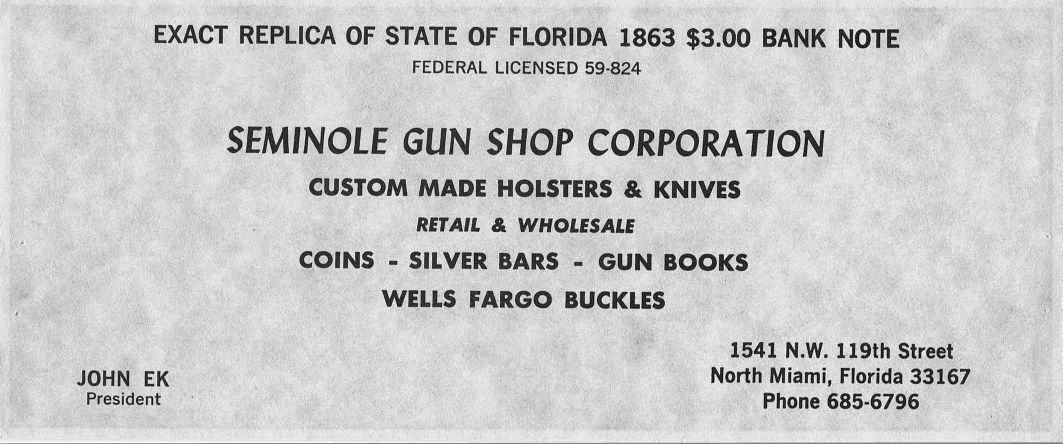 EXACT REPLICA OF STATE OF FLORIDA 1863 $3.00 BANK NOTE
FEDERAL LICENSED 59-824
SEMINOLE GUN SHOP CORPORATION
CUSTOM MADE HOLSTERS & KNIVES
RETAIL & WHOLESALE
COINS - SILVER BARS - GUN BOOKS
WELLS FARGO BUCKLES
JOHN EK
President
1541 N.W. 119th Street
North Miami, Florida 33167
Phone 685-6796